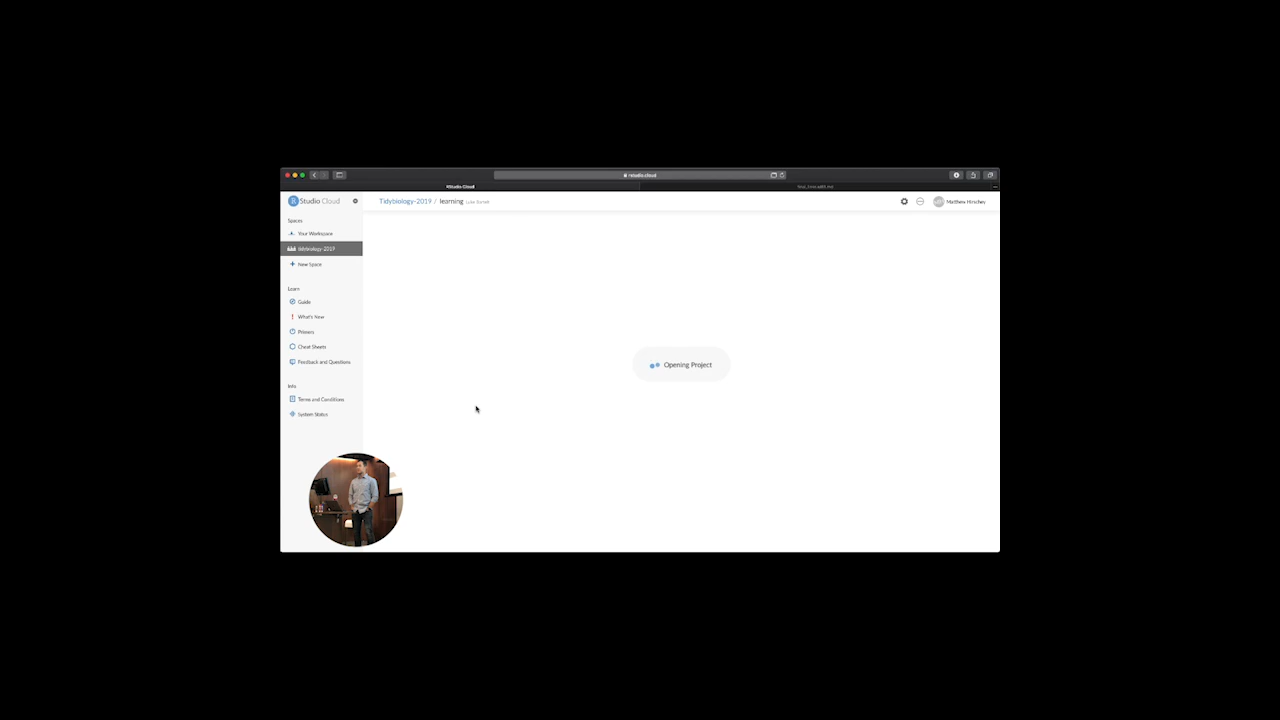 rstudio.cloud
RStudio Cloud
RStudio Cloud
Tidybiology-2019 / learning
Matthew Hirschey
Spaces
Your Workspace
tidybiology-2019
New Space
Learn
Guide
What's New
Primers
Cheat Sheets
Feedback and Questions
Opening Project
Info
Terms and Conditions
System Status